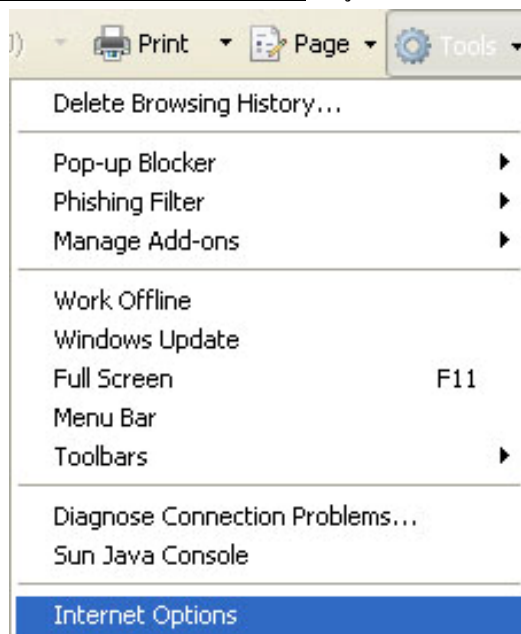 Print Page Tools
Delete Browsing History...
Pop-up Blocker
Phishing Filter
Manage Add-ons
Work Offline
Windows Update
Full Screen F11
Menu Bar
Toolbars
Diagnose Connection Problems...
Sun Java Console
Internet Options